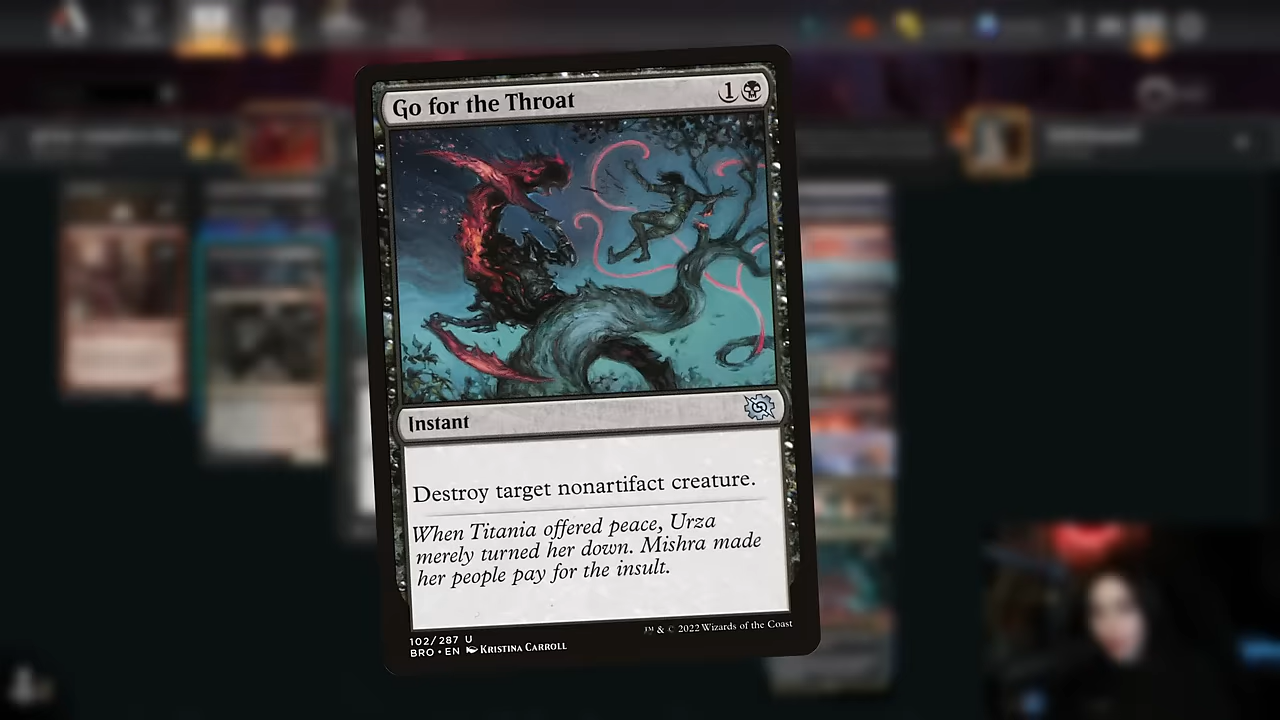 Go for the Throat 1
Instant
Destroy target nonartifact creature.
When Titania offered peace, Urza
merely turned her down. Mishra made
her people pay for the insult.
102/287 U
BRO • EN KRISTINA CARROLL
™ & © 2022 Wizards of the Coast